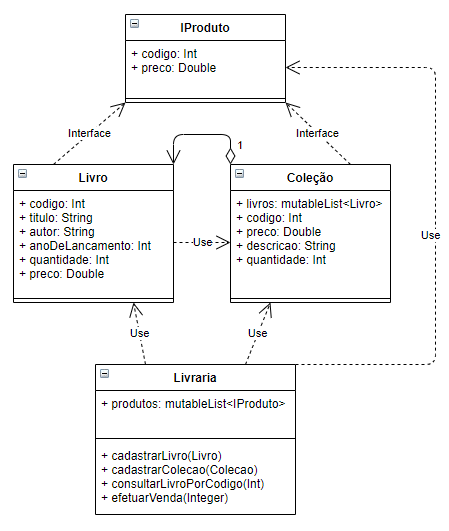 IProduto
+ codigo: Int
+ preco: Double
Interface
Interface
1
Livro
+ codigo: Int
+ titulo: String
+ autor: String
+ anoDeLancamento: Int
+ quantidade: Int
+ preco: Double
Use
Coleção
+ livros: mutableList<Livro>
+ codigo: Int
+ preco: Double
+ descricao: String
+ quantidade: Int
Use
Use
Use
Livraria
+ produtos: mutableList<IProduto>
+ cadastrarLivro(Livro)
+ cadastrarColecao(Colecao)
+ consultarLivroPorCodigo(Int)
+ efetuarVenda(Integer)